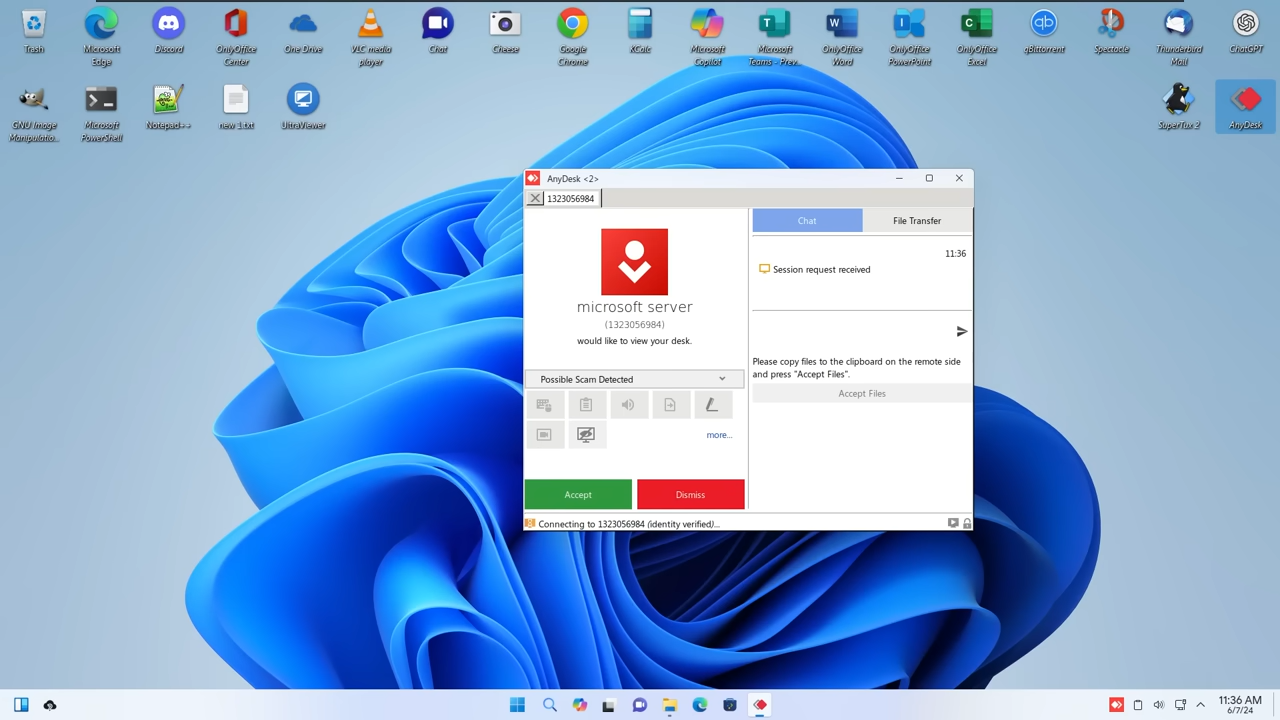 Trash
Microsoft
Edge
Discord
OnlyOffice
Center
One Drive
VLC media
player
Chat
Cheese
Google
Chrome
KCalc
Microsoft
Copilot
Microsoft
Teams - Prev...
OnlyOffice
Word
OnlyOffice
PowerPoint
OnlyOffice
Excel
qBittorrent
Spectacle
Thunderbird
Mail
ChatGPT
GNU Image
Manipulatio...
Microsoft
PowerShell
Notepad++
new 1.txt
UltraViewer
SuperTux 2
AnyDesk
AnyDesk <2>
1323056984
microsoft server
(1323056984)
would like to view your desk.
Possible Scam Detected
more...
Accept
Dismiss
Chat
File Transfer
11:36
Session request received
Please copy files to the clipboard on the remote side
and press "Accept Files".
Accept Files
Connecting to 1323056984 (identity verified)...
11:36 AM
6/7/24